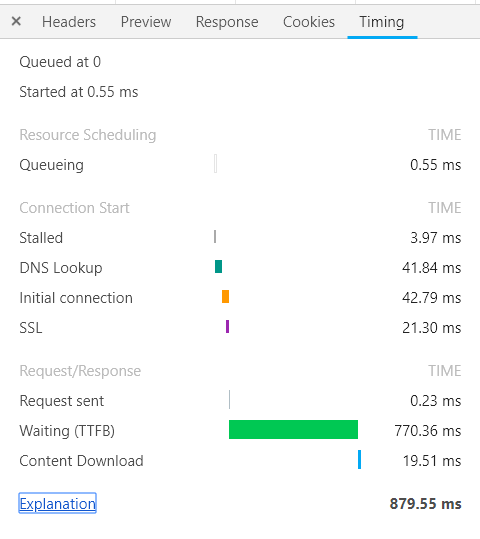 × Headers Preview Response Cookies Timing
Queued at 0
Started at 0.55 ms
Resource Scheduling TIME
Queueing 0.55 ms
Connection Start TIME
Stalled 3.97 ms
DNS Lookup 41.84 ms
Initial connection 42.79 ms
SSL 21.30 ms
Request/Response TIME
Request sent 0.23 ms
Waiting (TTFB) 770.36 ms
Content Download 19.51 ms
Explanation 879.55 ms